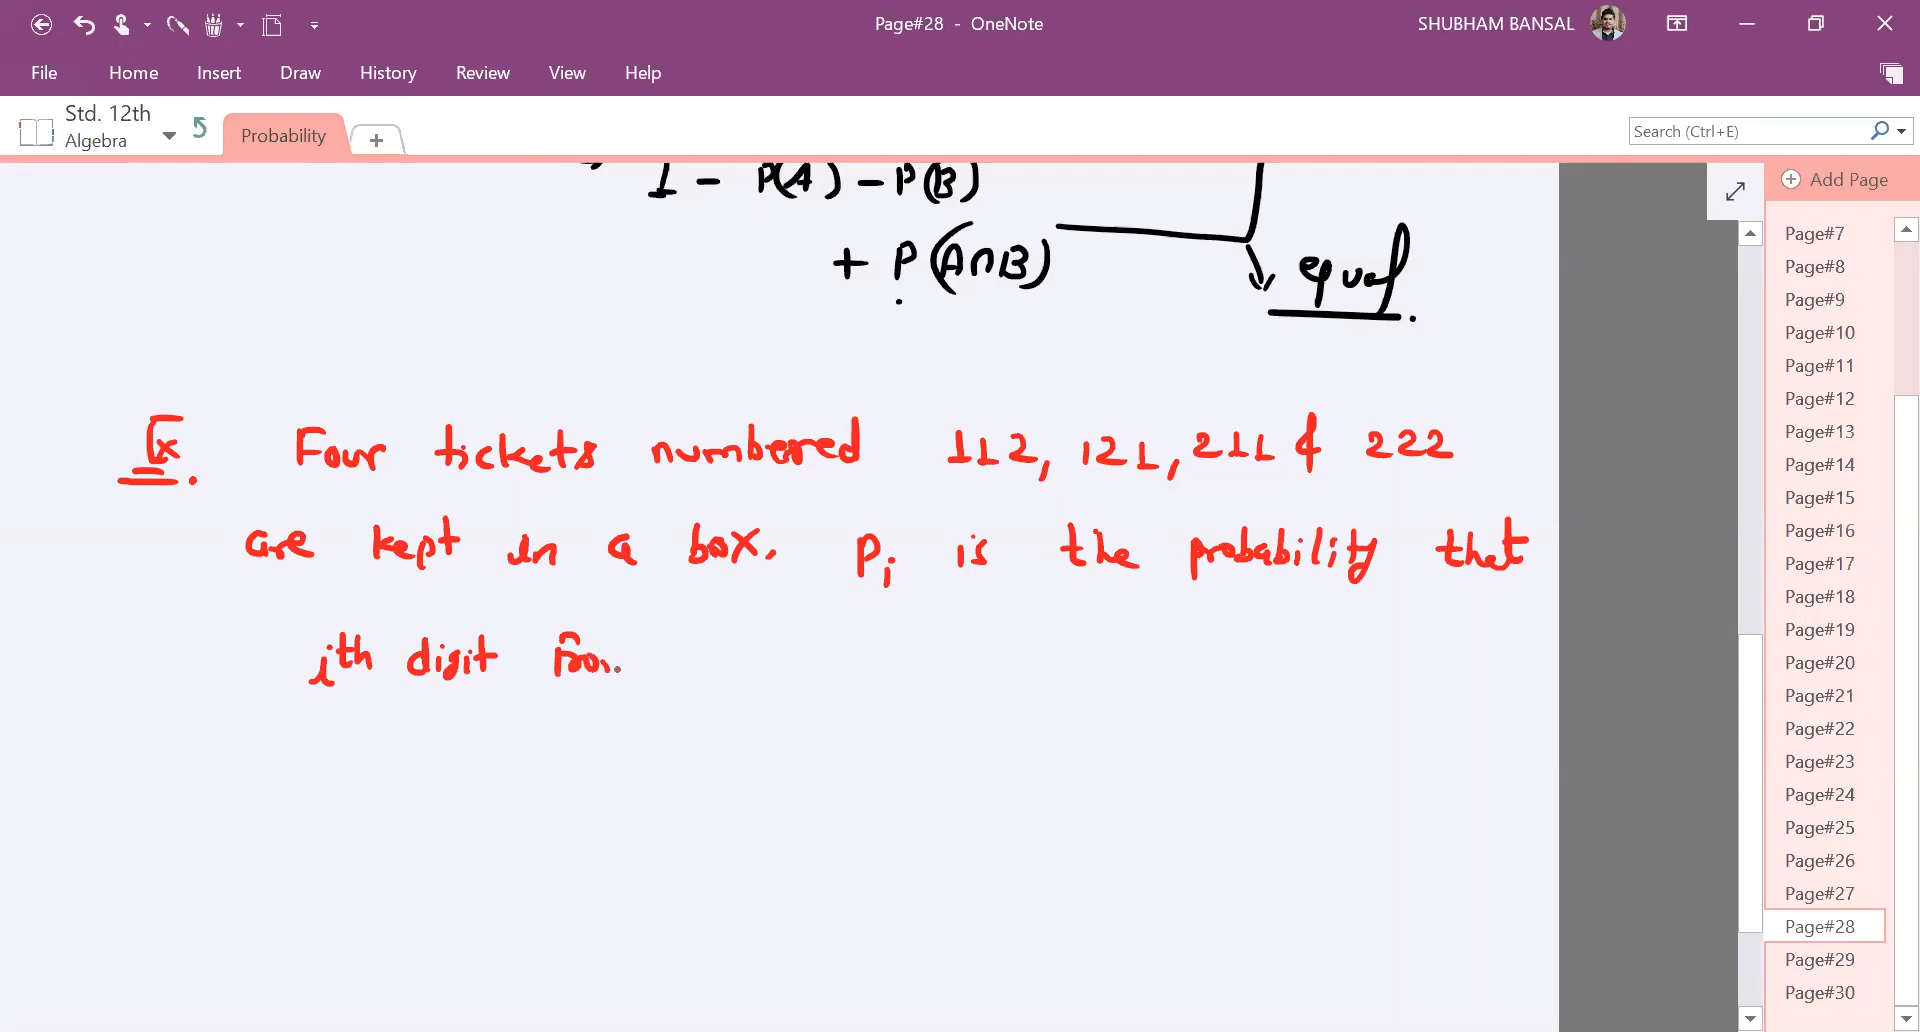 Page#28 - OneNote
SHUBHAM BANSAL
File Home Insert Draw History Review View Help
Std. 12th
Algebra
Probability
Search (Ctrl+E)
Add Page
1 - P(A) - P(B)
+ P(A∩B)
equal.
Ex. Four tickets numbered 112, 121, 211 & 222
are kept in a box. Pi is the probability that
ith digit
Page#7
Page#8
Page#9
Page#10
Page#11
Page#12
Page#13
Page#14
Page#15
Page#16
Page#17
Page#18
Page#19
Page#20
Page#21
Page#22
Page#23
Page#24
Page#25
Page#26
Page#27
Page#28
Page#29
Page#30